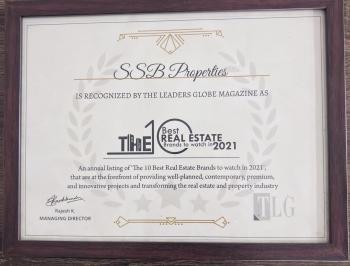 SSB Properties
IS RECOGNIZED BY THE LEADERS GLOBE MAGAZINE AS
THE 10 Best
REAL ESTATE
Brands to watch in 2021
An annual listing of 'The 10 Best Real Estate Brands to watch in 2021',
that are at the forefront of providing well-planned, contemporary, premium,
and innovative projects and transforming the real estate and property industry
Rajesh K.
MANAGING DIRECTOR
TLG